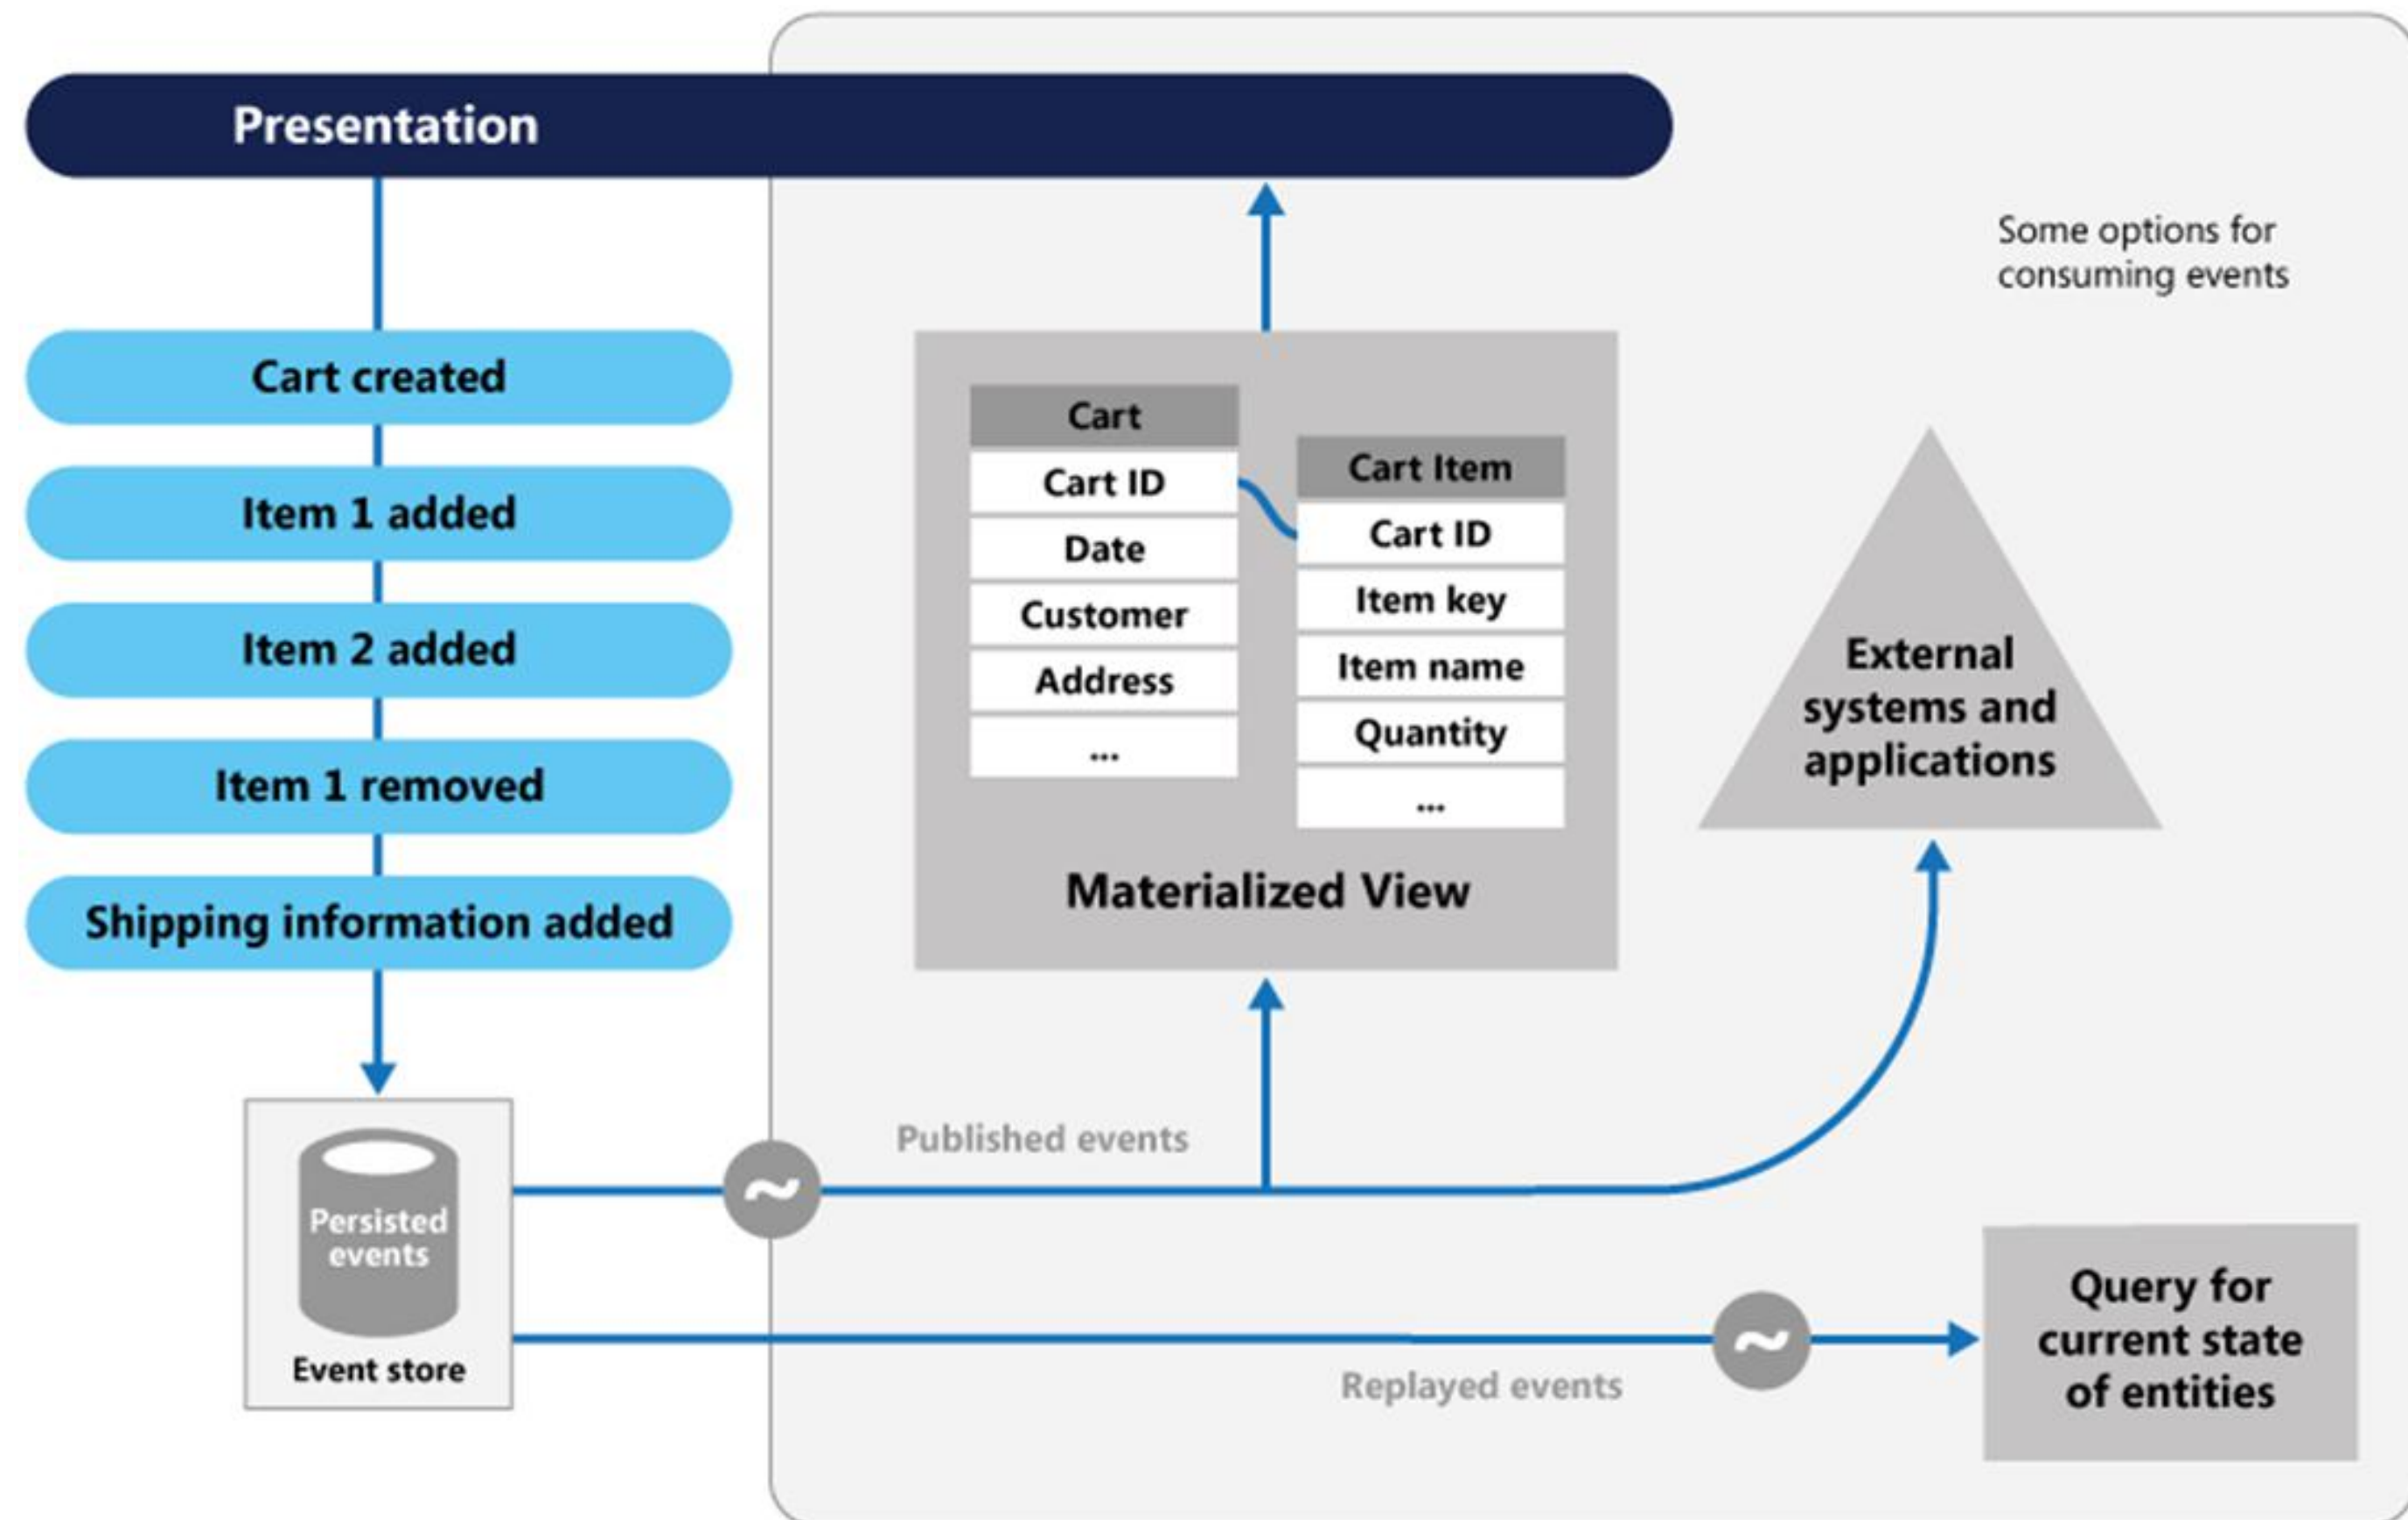 Presentation
Some options for
consuming events
Cart created
Item 1 added
Item 2 added
Item 1 removed
Shipping information added
Persisted
events
Event store
Cart
Cart ID
Date
Customer
Address
...
Cart Item
Cart ID
Item key
Item name
Quantity
...
Materialized View
External
systems and
applications
Published events
~
Replayed events
~
Query for
current state
of entities